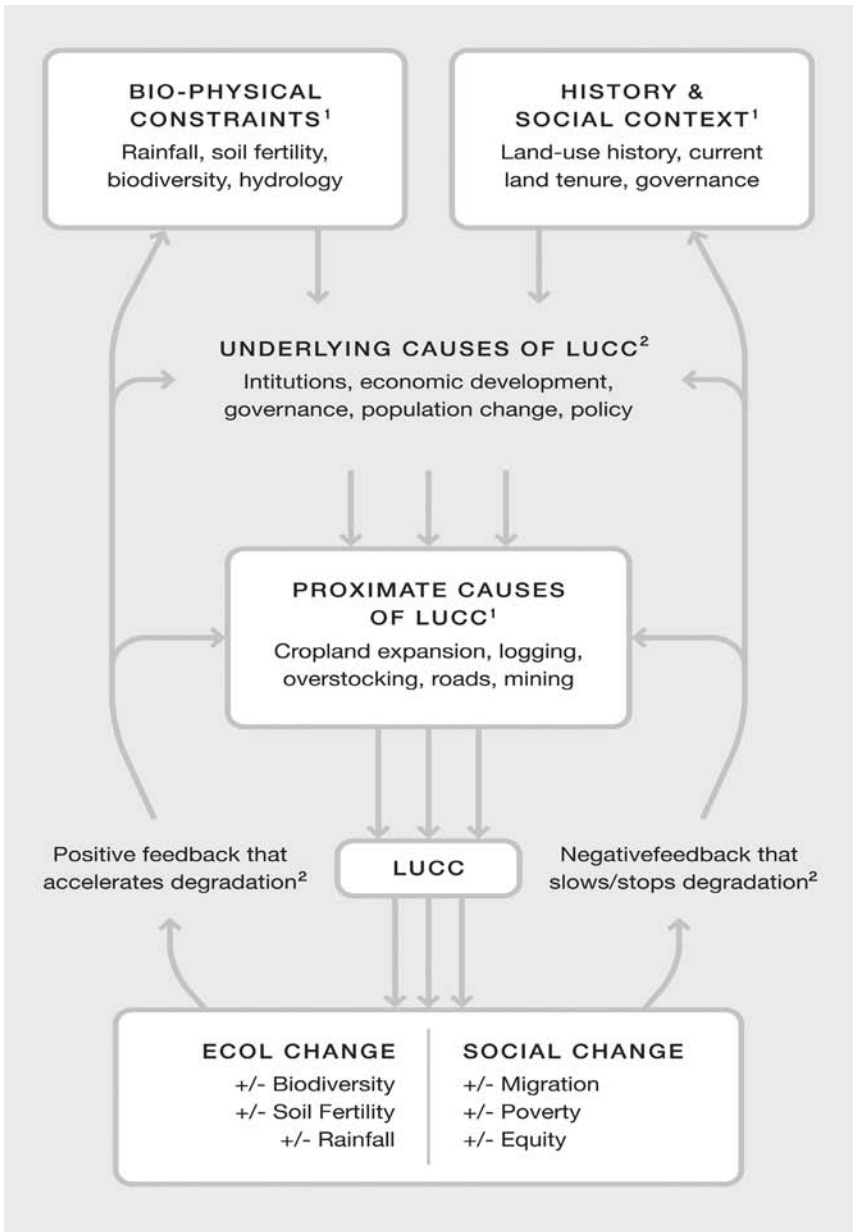 BIO-PHYSICAL
CONSTRAINTS¹
Rainfall, soil fertility,
biodiversity, hydrology
HISTORY &
SOCIAL CONTEXT¹
Land-use history, current
land tenure, governance
UNDERLYING CAUSES OF LUCC²
Intitutions, economic development,
governance, population change, policy
PROXIMATE CAUSES
OF LUCC¹
Cropland expansion, logging,
overstocking, roads, mining
Positive feedback that
accelerates degradation²
LUCC
Negativefeedback that
slows/stops degradation²
ECOL CHANGE
+/- Biodiversity
+/- Soil Fertility
+/- Rainfall
SOCIAL CHANGE
+/- Migration
+/- Poverty
+/- Equity